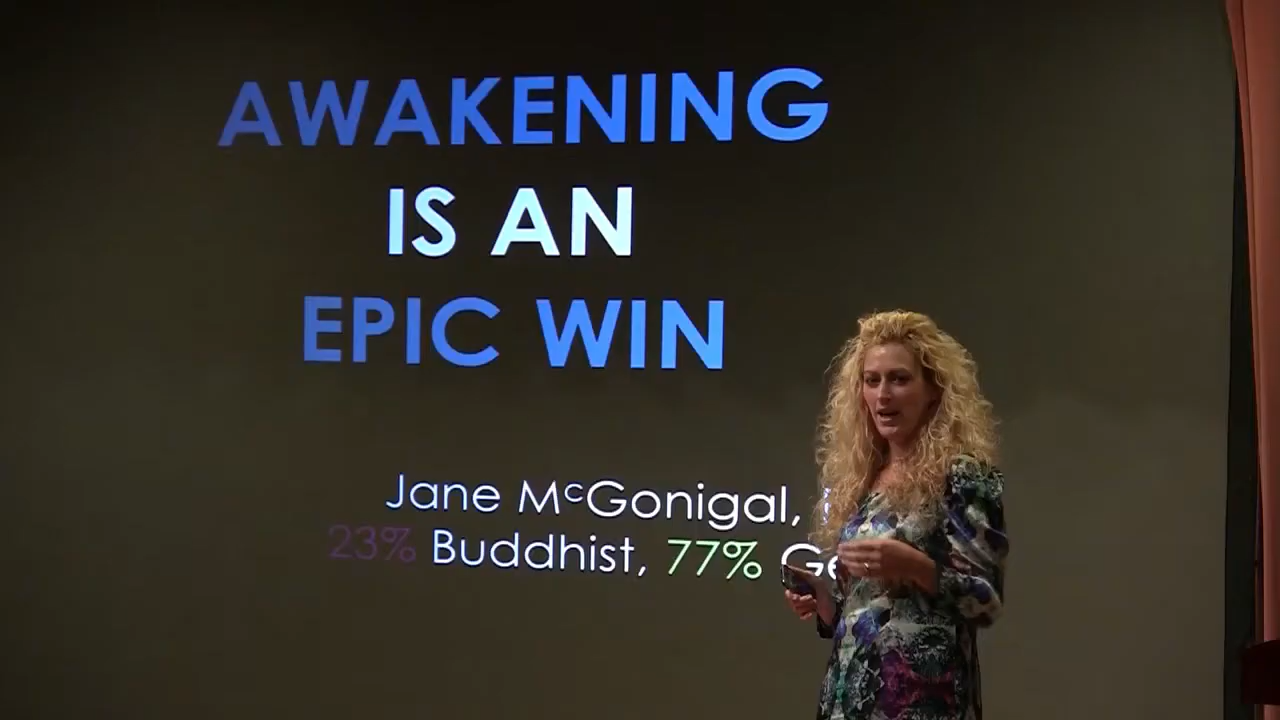 AWAKENING
IS AN
EPIC WIN
Jane McGonigal,
23% Buddhist, 77%